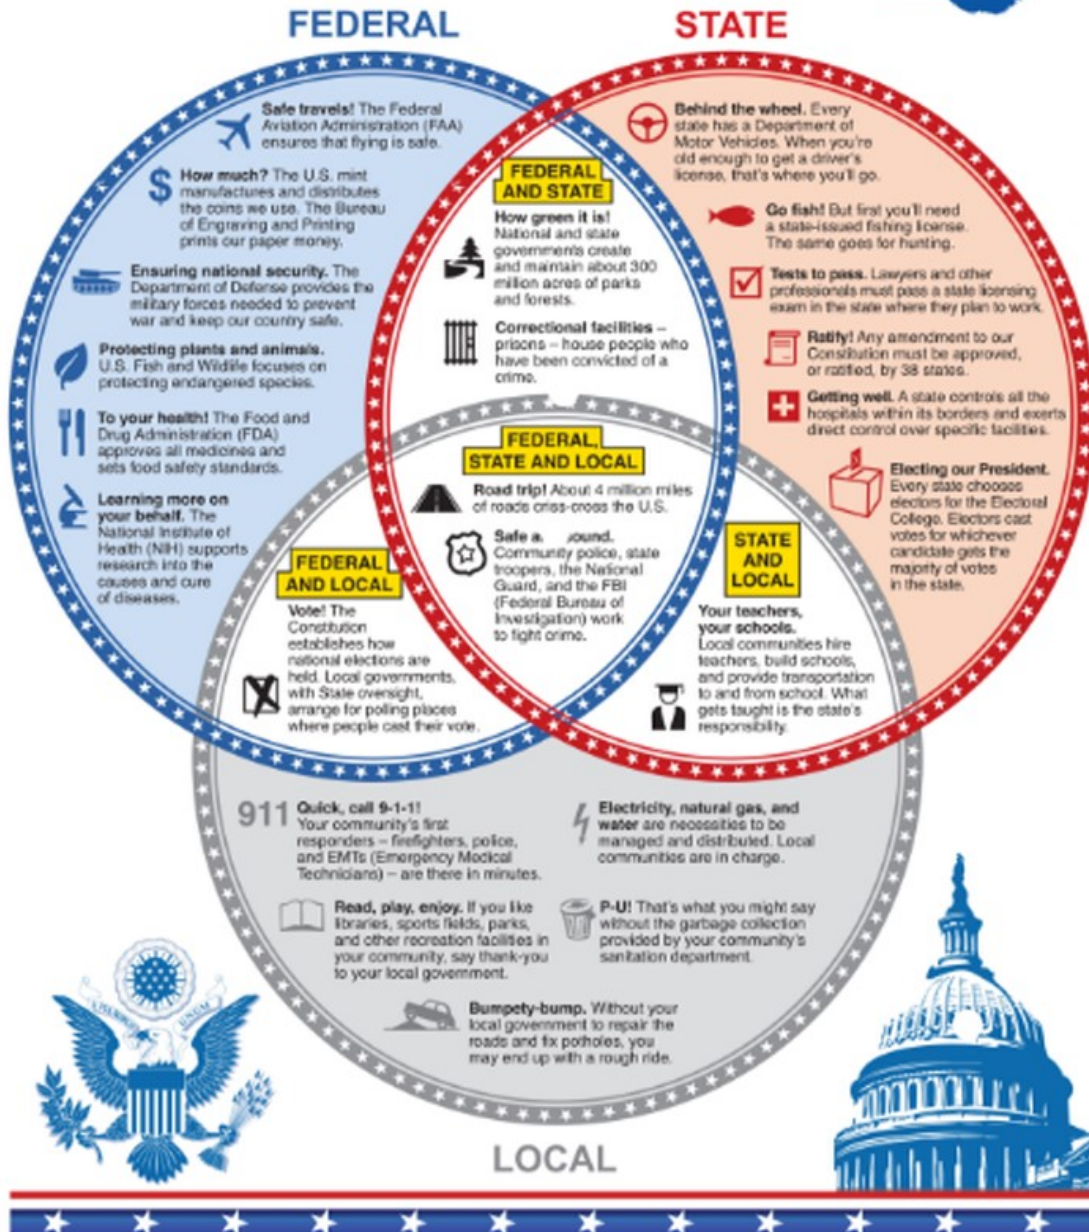 FEDERAL
STATE
Safe travels! The Federal
Aviation Administration (FAA)
ensures that flying is safe.
How much? The U.S. mint
manufactures and distributes
the coins we use. The Bureau
of Engraving and Printing
prints our paper money.
Ensuring national security. The
Department of Defense provides the
military forces needed to prevent
war and keep our country safe.
Protecting plants and animals.
U.S. Fish and Wildlife focuses on
protecting endangered species.
To your health! The Food and
Drug Administration (FDA)
approves all medicines and
sets food safety standards.
Learning more on
your behalf. The
National Institute of
Health (NIH) supports
research into the
causes and cure
of diseases.
FEDERAL
AND STATE
How green it is!
National and state
governments create
and maintain about 300
million acres of parks
and forests.
Correctional facilities –
prisons – house people who
have been convicted of a
crime.
Behind the wheel. Every
state has a Department of
Motor Vehicles. When you're
old enough to get a driver's
license, that's where you'll go.
Go fish! But first you'll need
a state-issued fishing license.
The same goes for hunting.
Tests to pass. Lawyers and other
professionals must pass a state licensing
exam in the state where they plan to work.
Ratify! Any amendment to our
Constitution must be approved,
or ratified, by 38 states.
Getting well. A state controls all the
hospitals within its borders and exerts
direct control over specific facilities.
Electing our President.
Every state chooses
electors for the Electoral
College. Electors cast
votes for whichever
candidate gets the
majority of votes
in the state.
FEDERAL,
STATE AND LOCAL
Road trip! About 4 million miles
of roads criss-cross the U.S.
Safe a ound.
Community police, state
troopers, the National
Guard, and the FBI
(Federal Bureau of
Investigation) work
to fight crime.
FEDERAL
AND LOCAL
Vote! The
Constitution
establishes how
national elections are
held. Local governments,
with State oversight,
arrange for polling places
where people cast their vote.
STATE
AND
LOCAL
Your teachers,
your schools.
Local communities hire
teachers, build schools,
and provide transportation
to and from school. What
gets taught is the state's
responsibility.
911
Quick, call 9-1-1!
Your community's first
responders – firefighters, police,
and EMTs (Emergency Medical
Technicians) – are there in minutes.
Electricity, natural gas, and
water are necessities to be
managed and distributed. Local
communities are in charge.
Read, play, enjoy. If you like
libraries, sports fields, parks,
and other recreation facilities in
your community, say thank-you
to your local government.
P-U! That's what you might say
without the garbage collection
provided by your community's
sanitation department.
Bumpety-bump. Without your
local government to repair the
roads and fix potholes, you
may end up with a rough ride.
LOCAL